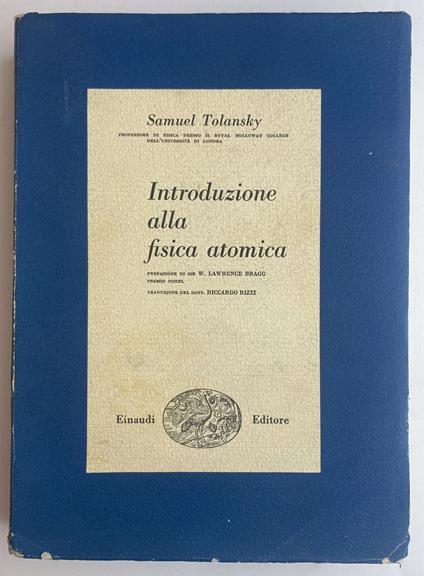 Samuel Tolansky
PROFESSORE DI FISICA PRESSO IL ROYAL HOLLOWAY COLLEGE
DELL'UNIVERSITÀ DI LONDRA
Introduzione
alla
fisica atomica
PREFAZIONE DI SIR W. LAWRENCE BRAGG
PREMIO NOBEL
TRADUZIONE DEL DOTT. RICCARDO RIZZI
Einaudi Editore